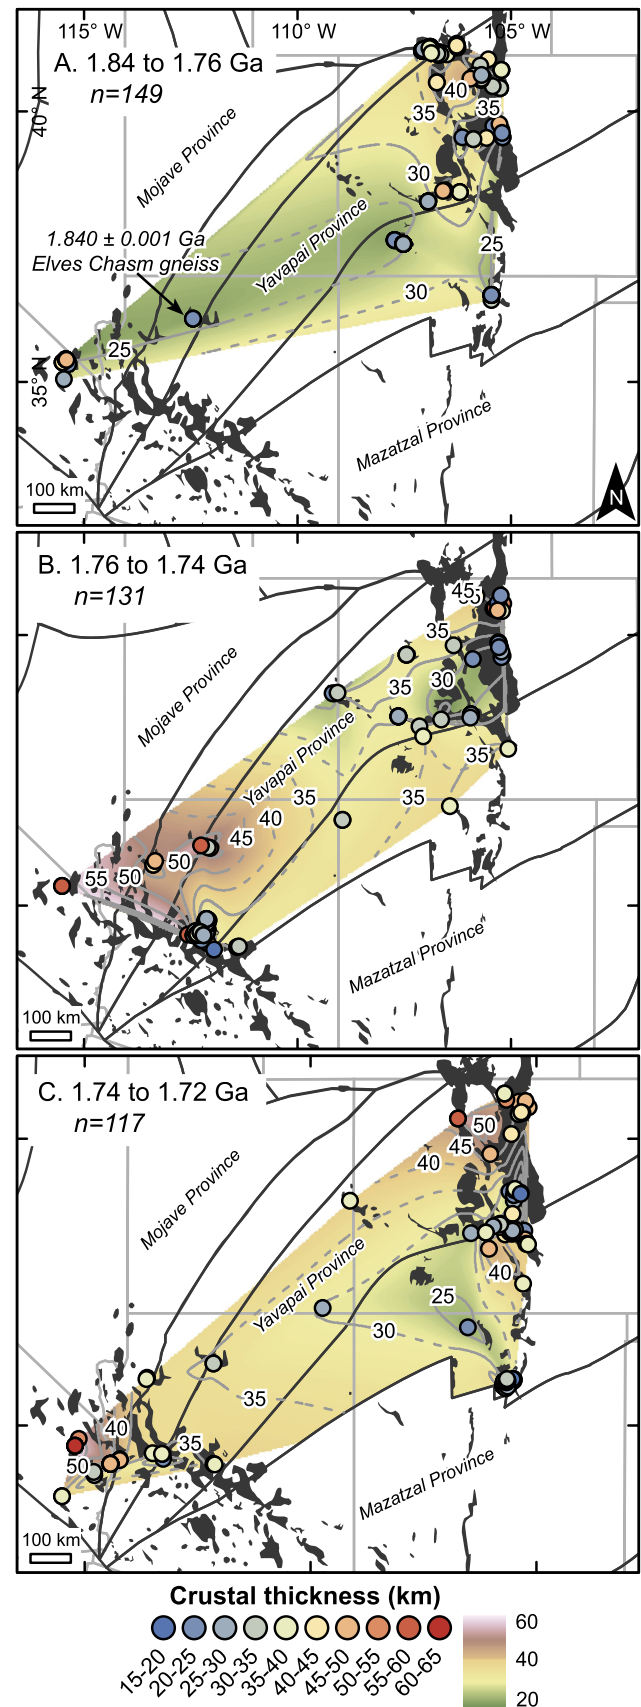 115° W 110° W 105° W
A. 1.84 to 1.76 Ga
n=149
40° N
Mojave Province
40
35
35
30
1.840 ± 0.001 Ga
Elves Chasm gneiss
Yavapai Province
25
30
25
35° N
Mazatzal Province
100 km
N
B. 1.76 to 1.74 Ga
n=131
45
35
Mojave Province
35
30
35
Yavapai Province
35
35
35
40
45
50
55 50
Mazatzal Province
100 km
C. 1.74 to 1.72 Ga
n=117
50
45
40
Mojave Province
Yavapai Province
40
25
30
35
40
35
50
Mazatzal Province
100 km
Crustal thickness (km)
15-20 20-25 25-30 30-35 35-40 40-45 45-50 50-55 55-60 60-65
60
40
20